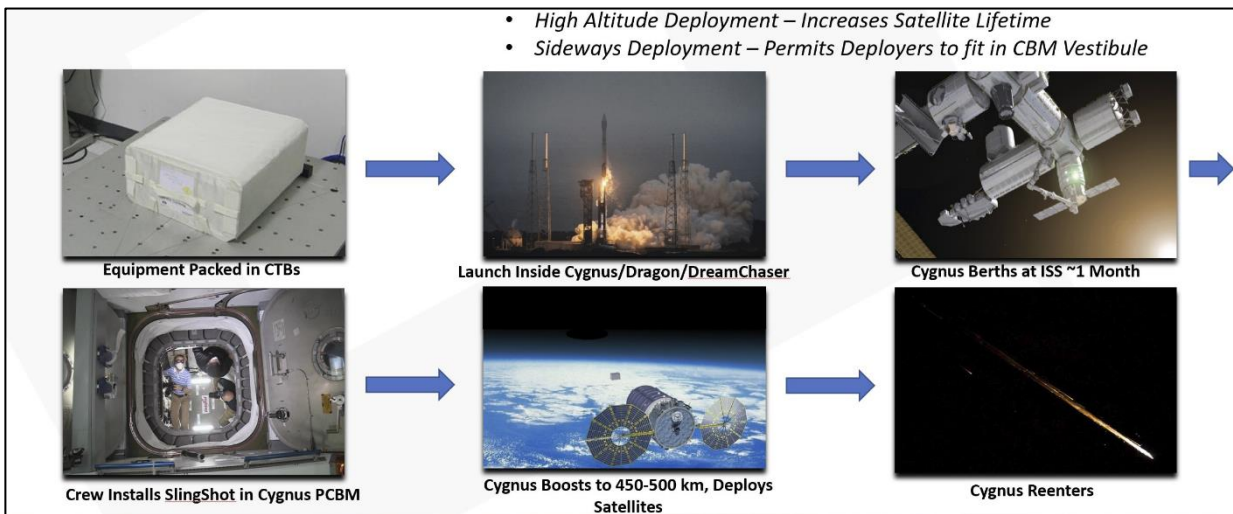 • High Altitude Deployment – Increases Satellite Lifetime
• Sideways Deployment – Permits Deployers to fit in CBM Vestibule
Equipment Packed in CTBs
Launch Inside Cygnus/Dragon/DreamChaser
Cygnus Berths at ISS ~1 Month
Crew Installs SlingShot in Cygnus PCBM
Cygnus Boosts to 450-500 km, Deploys
Satellites
Cygnus Reenters